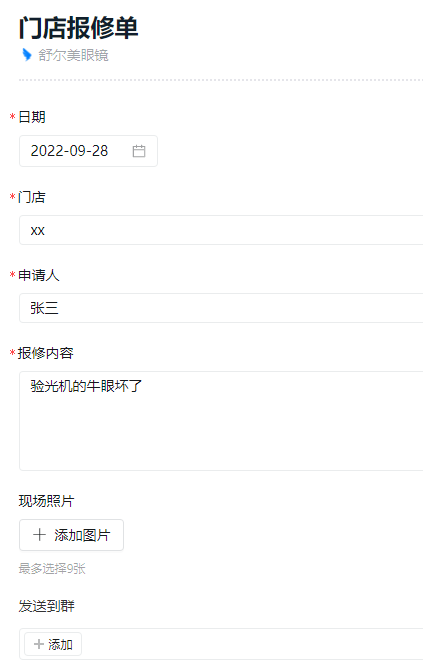 门店报修单
舒尔美眼镜
*日期
2022-09-28
*门店
xx
*申请人
张三
*报修内容
验光机的牛眼坏了
现场照片
添加图片
最多选择9张
发送到群
添加